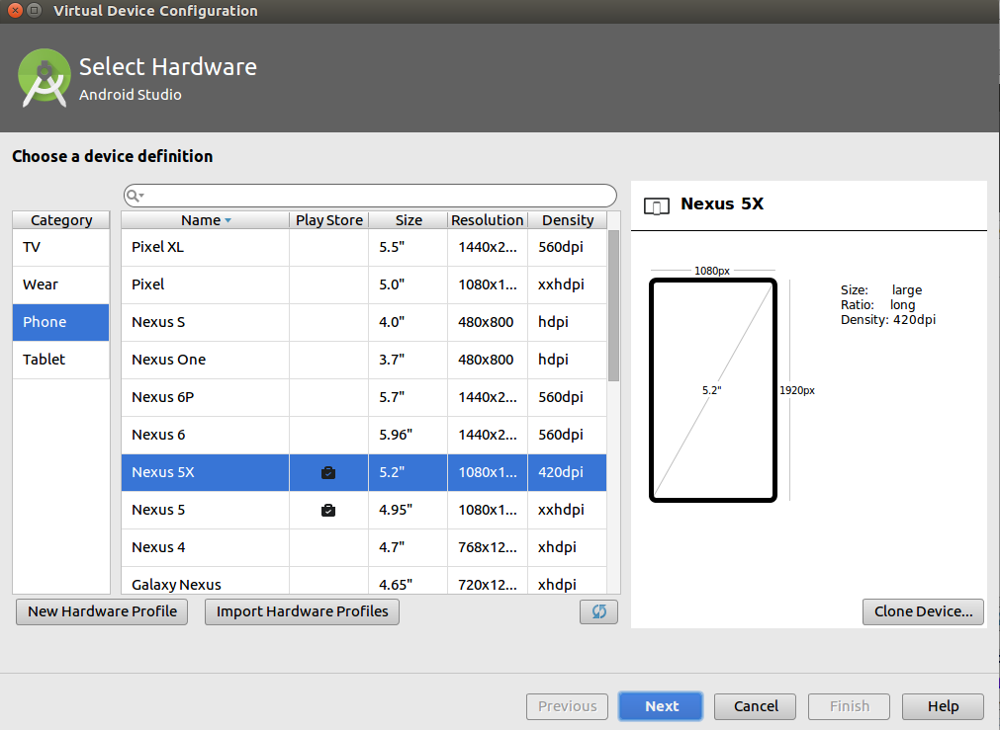 Virtual Device Configuration
Select Hardware
Android Studio
Choose a device definition
Category
TV
Wear
Phone
Tablet
Name Play Store Size Resolution Density
Pixel XL 5.5" 1440x2... 560dpi
Pixel 5.0" 1080x1... xxhdpi
Nexus S 4.0" 480x800 hdpi
Nexus One 3.7" 480x800 hdpi
Nexus 6P 5.7" 1440x2... 560dpi
Nexus 6 5.96" 1440x2... 560dpi
Nexus 5X 5.2" 1080x1... 420dpi
Nexus 5 4.95" 1080x1... xxhdpi
Nexus 4 4.7" 768x12... xhdpi
Galaxy Nexus 4.65" 720x12... xhdpi
New Hardware Profile Import Hardware Profiles
Nexus 5X
1080px
5.2"
1920px
Size: large
Ratio: long
Density: 420dpi
Clone Device...
Previous Next Cancel Finish Help